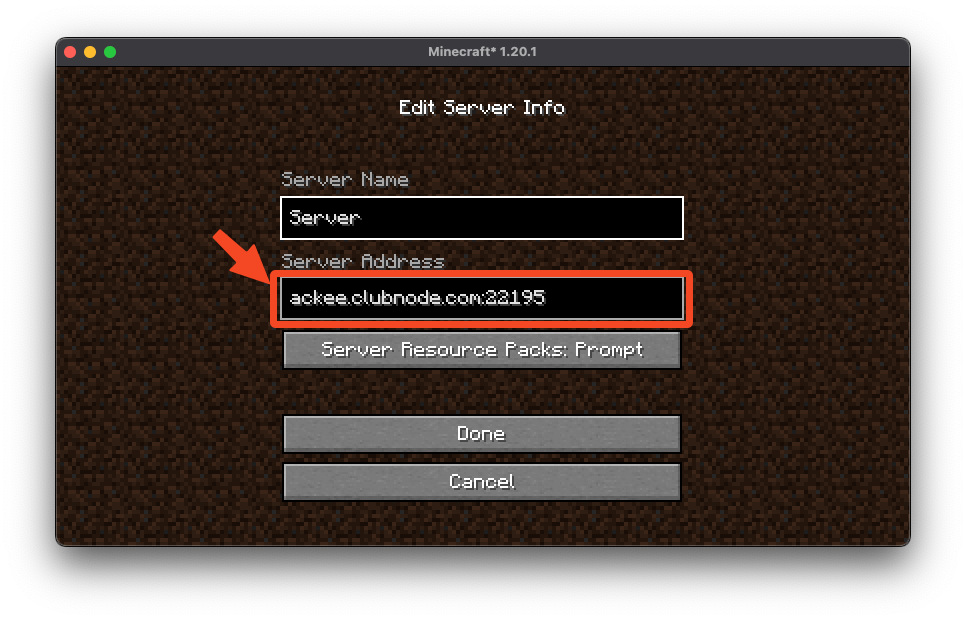 Minecraft* 1.20.1
Edit Server Info
Server Name
Server
Server Address
ackee.clubnode.com:22195
Server Resource Packs: Prompt
Done
Cancel